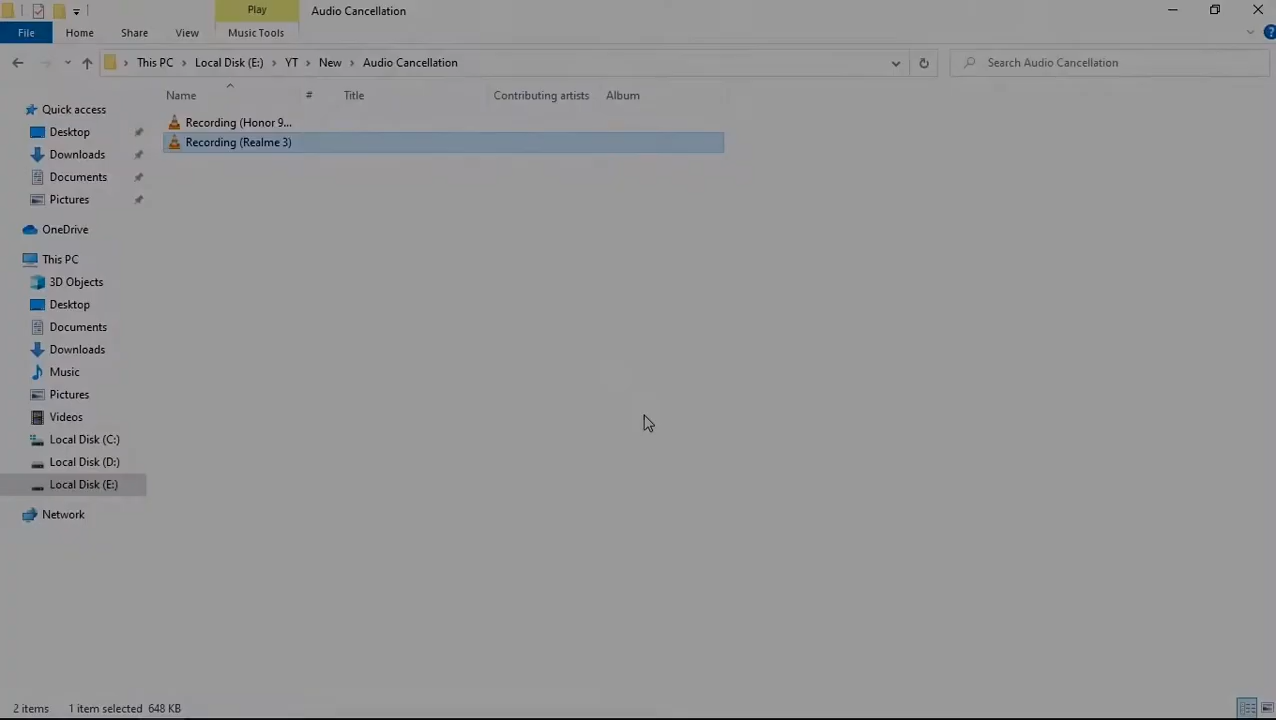 Play
Audio Cancellation
File
Home
Share
View
Music Tools
This PC
Local Disk (E:)
YT
New
Audio Cancellation
Search Audio Cancellation
Name
#
Title
Contributing artists
Album
Recording (Honor 9...
Recording (Realme 3)
Quick access
Desktop
Downloads
Documents
Pictures
OneDrive
This PC
3D Objects
Desktop
Documents
Downloads
Music
Pictures
Videos
Local Disk (C:)
Local Disk (D:)
Local Disk (E:)
Network
2 items
1 item selected 648 KB